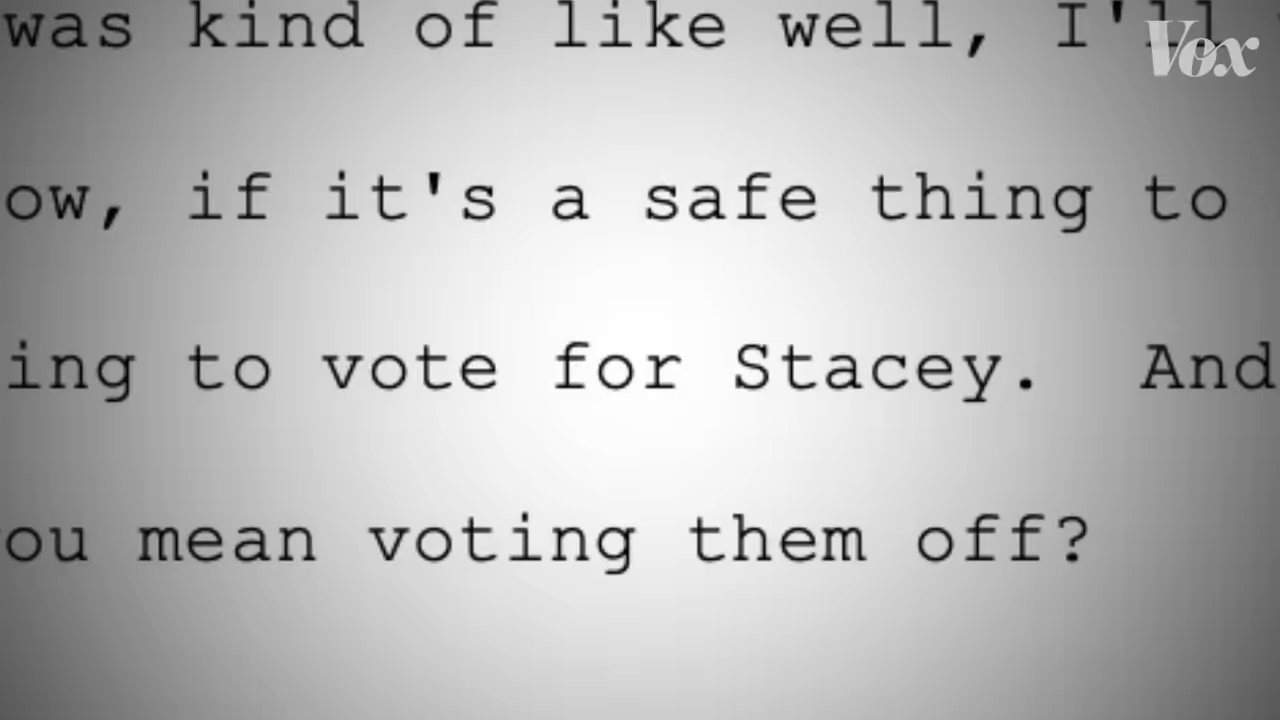 was kind of like well, I'll
Vox
ow, if it's a safe thing to
ing to vote for Stacey.  And
ou mean voting them off?